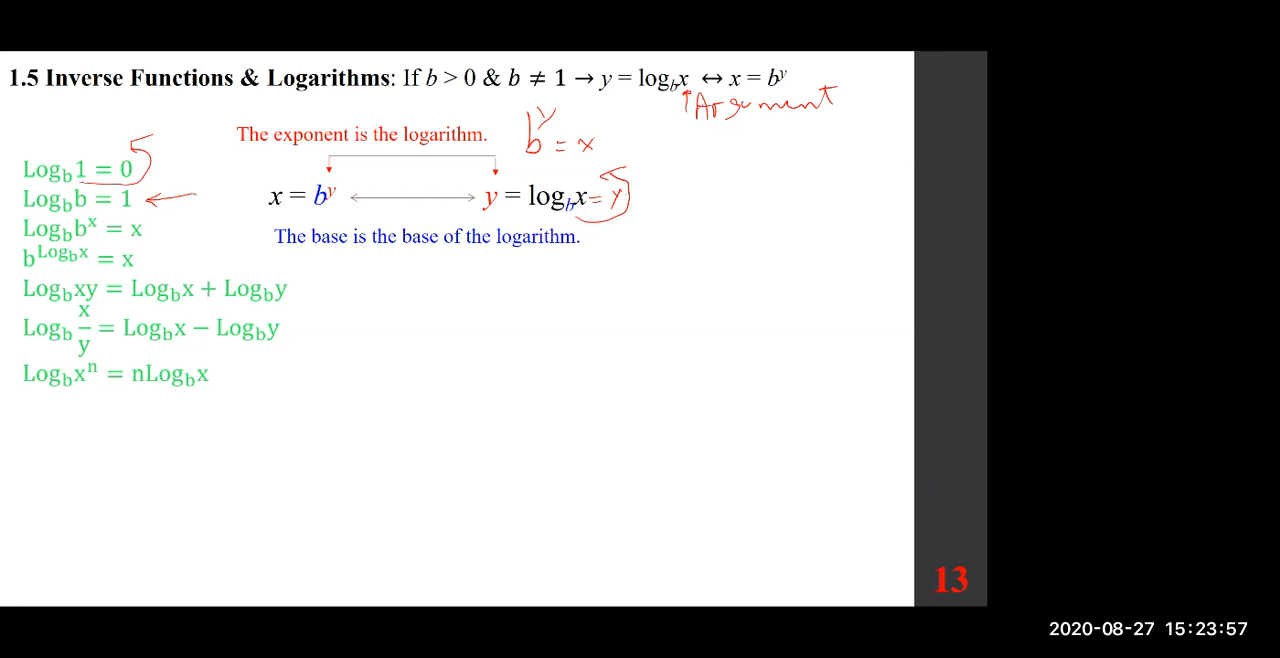 1.5 Inverse Functions & Logarithms: If b > 0 & b ≠ 1 → y = log_b x ↔ x = b^y
↑ Argument
The exponent is the logarithm.
b^y = x
x = b^y ⟷ y = log_b x = y
The base is the base of the logarithm.
Log_b 1 = 0
Log_b b = 1 ←
Log_b b^x = x
b^(Log_b x) = x
Log_b xy = Log_b x + Log_b y
Log_b x/y = Log_b x − Log_b y
Log_b x^n = nLog_b x
13
2020-08-27 15:23:57